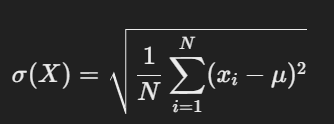 σ(X) = √(1/N ∑_{i=1}^{N} (x_i − μ)²)